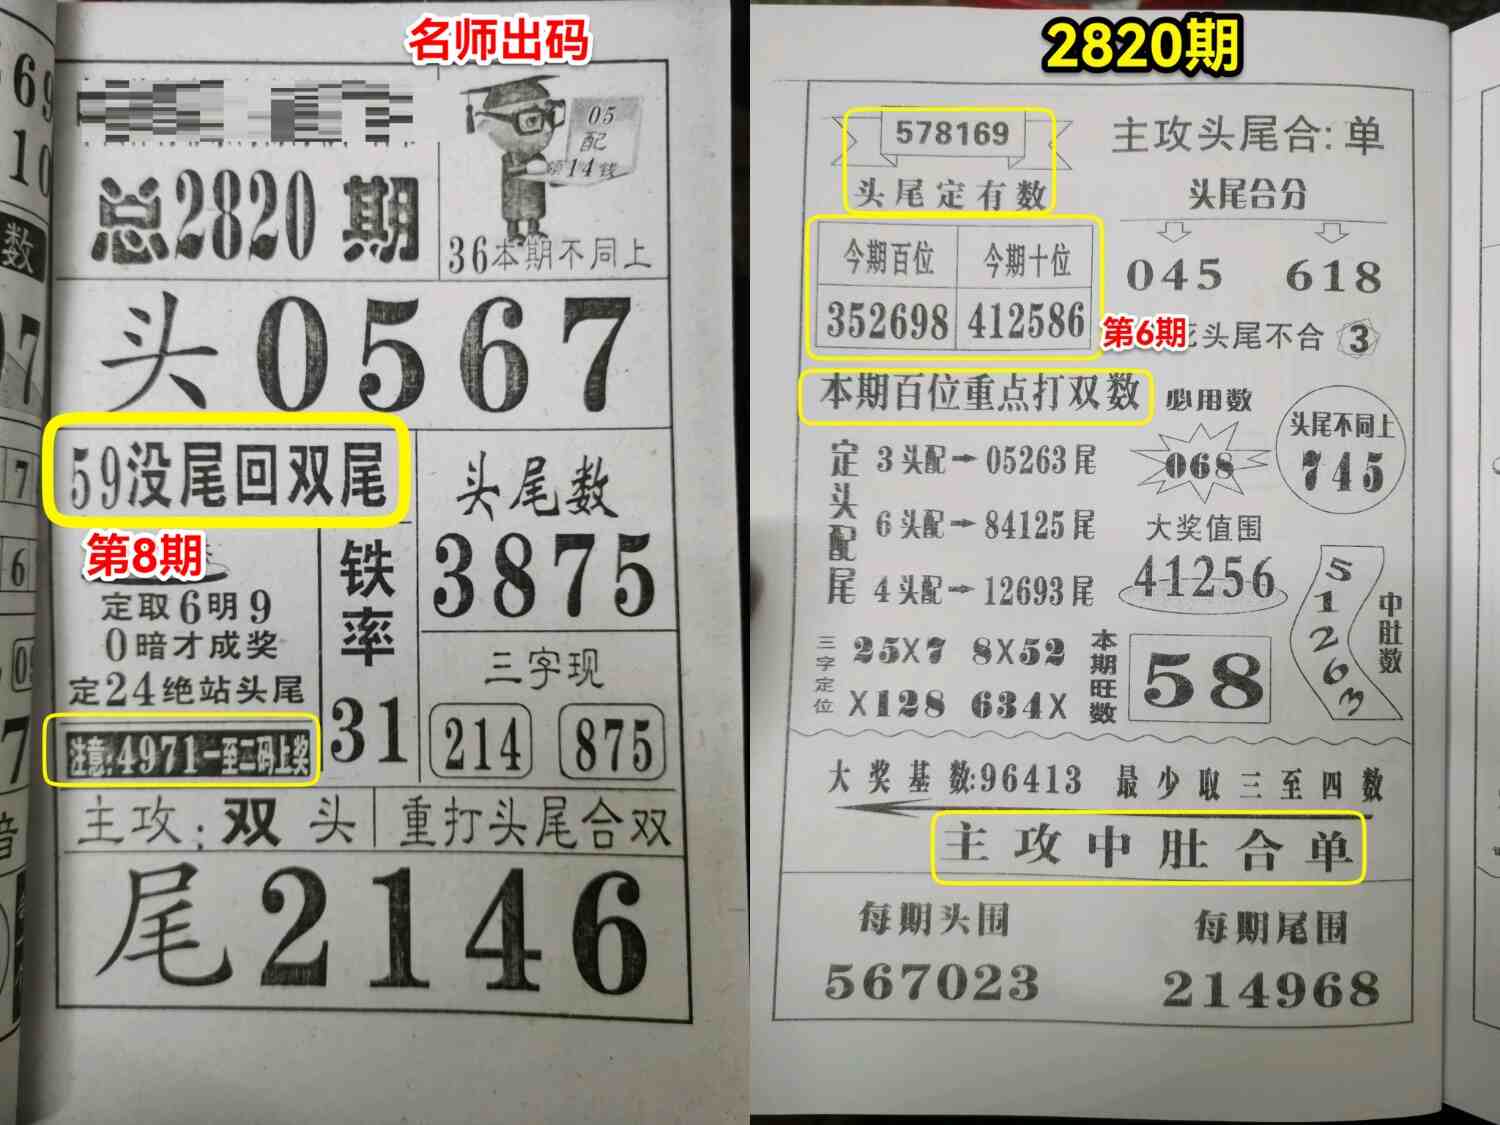 名师出码
69
10
数
7
7
6
05
7
05
配
14钱
总2820期
36本期不同上
头0567
59没尾回双尾
第8期
头尾数
3875
定取6明9
0暗才成奖
定24绝站头尾
铁率
31
三字现
214 875
注意:4971一至二码上奖
主攻:双头 重打头尾合双
尾2146
2820期
578169
头尾定有数
主攻头尾合:单
头尾合分
045 618
今期百位 今期十位
352698 412586
第6期
头尾不合 3
本期百位重点打双数
必用数
068
头尾不同上
745
定头配尾
3头配→05263尾
6头配→84125尾
4头配→12693尾
大奖值围
41256
51263
中肚数
三字定位
25X7 8X52
X128 634X
本期旺数
58
大奖基数:96413 最少取三至四数
主攻中肚合单
每期头围 每期尾围
567023 214968